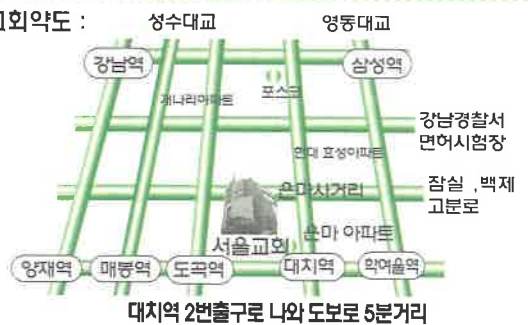 회약도 :
성수대교
영동대교
강남역
삼성역
개나리아파트
포스코
강남경찰서
면허시험장
현대 효성아파트
은마사거리
잠실 ,백제
고분로
서울교회
은마 아파트
양재역
매봉역
도곡역
대치역
학여울역
대치역 2번출구로 나와 도보로 5분거리